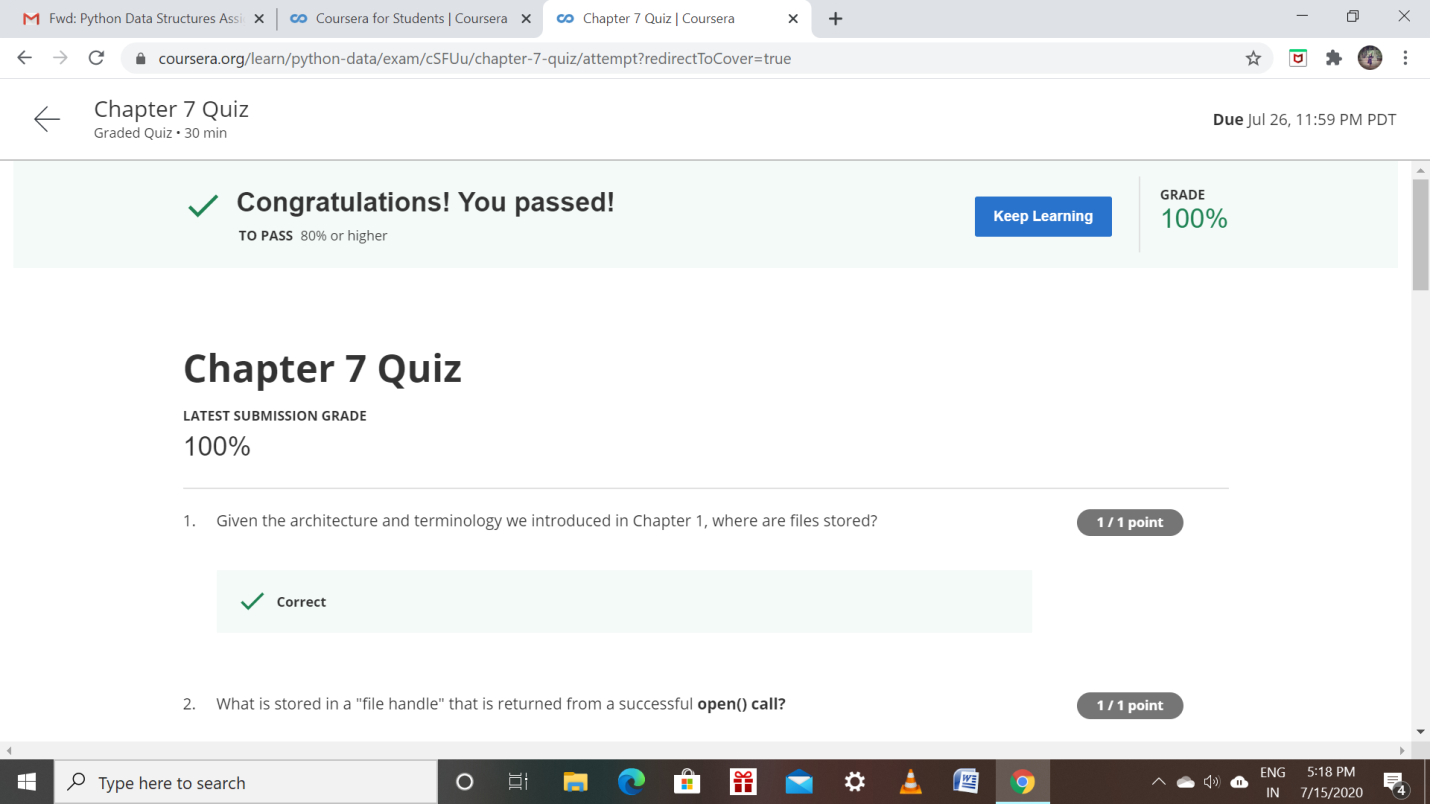 Fwd: Python Data Structures Assi
Coursera for Students | Coursera
Chapter 7 Quiz | Coursera
coursera.org/learn/python-data/exam/cSFUu/chapter-7-quiz/attempt?redirectToCover=true
Chapter 7 Quiz
Graded Quiz • 30 min
Due Jul 26, 11:59 PM PDT
Congratulations! You passed!
TO PASS 80% or higher
Keep Learning
GRADE
100%
Chapter 7 Quiz
LATEST SUBMISSION GRADE
100%
1. Given the architecture and terminology we introduced in Chapter 1, where are files stored?
1 / 1 point
Correct
2. What is stored in a "file handle" that is returned from a successful open() call?
1 / 1 point
Type here to search
ENG
IN
5:18 PM
7/15/2020
4